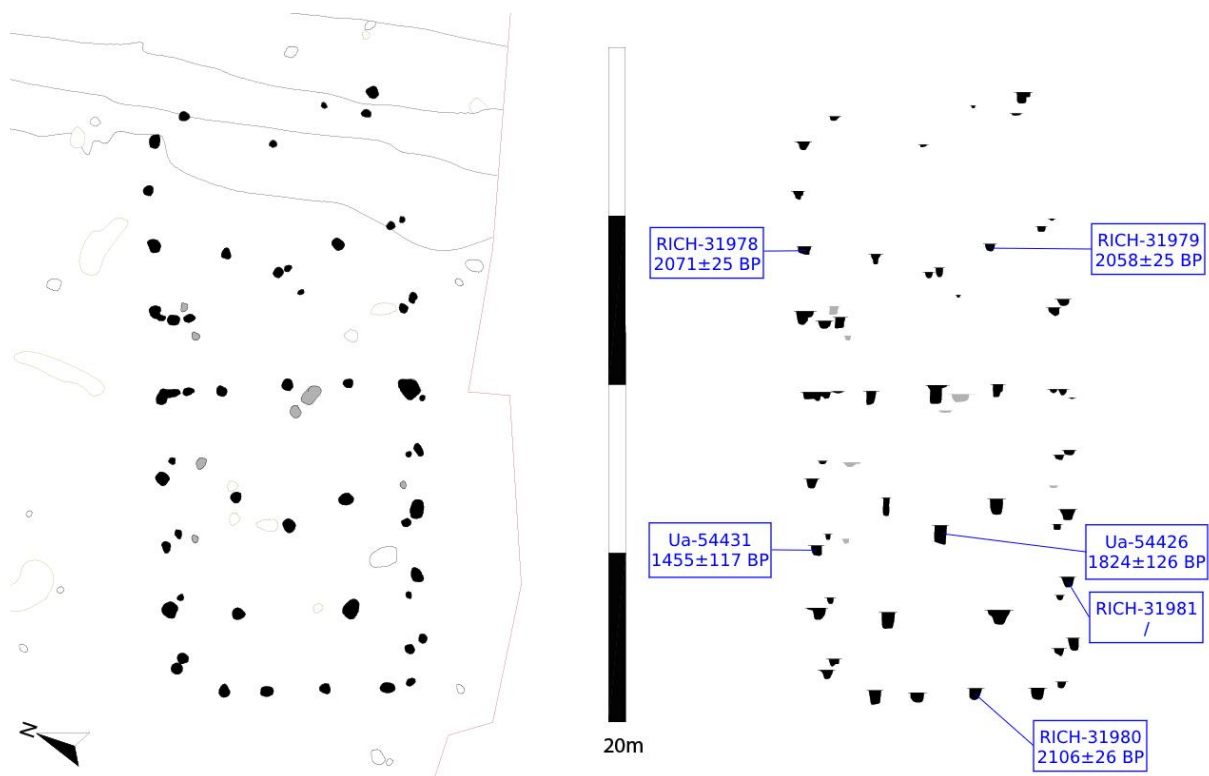 RICH-31978
2071±25 BP
RICH-31979
2058±25 BP
Ua-54431
1455±117 BP
Ua-54426
1824±126 BP
RICH-31981
/
N
20m
RICH-31980
2106±26 BP